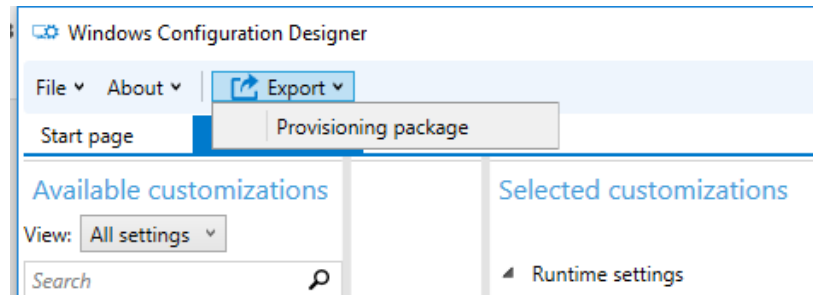 Windows Configuration Designer
File About Export
Provisioning package
Start page
Available customizations
Selected customizations
View: All settings
Search
Runtime settings